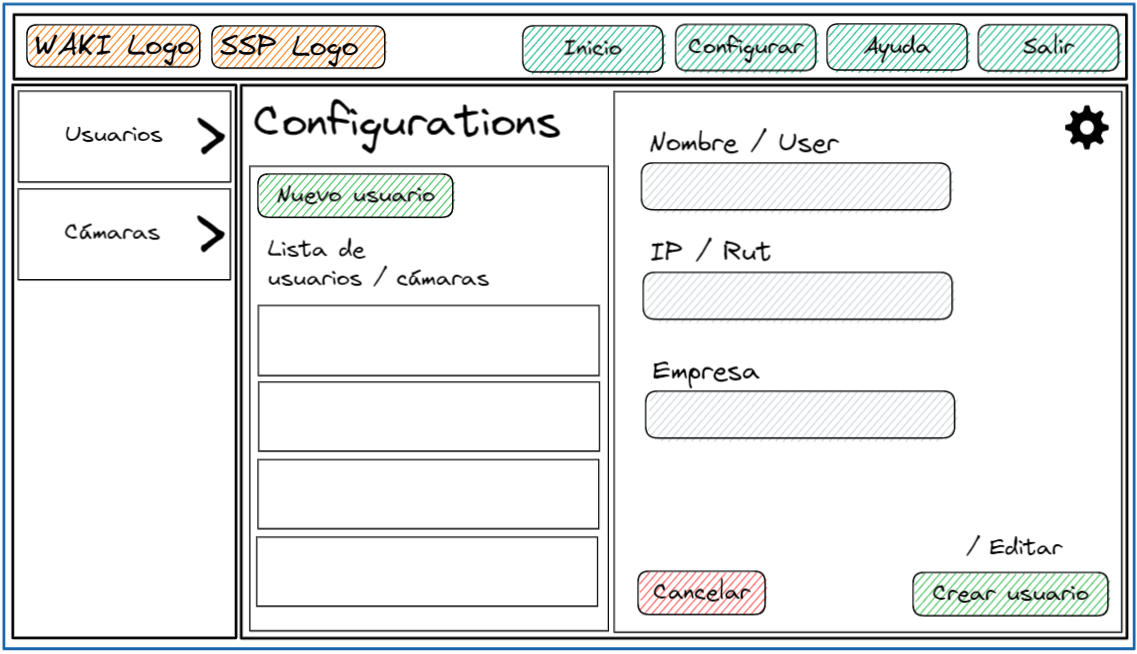 WAKI Logo
SSP Logo
Inicio
Configurar
Ayuda
Salir
Usuarios
Cámaras
Configurations
Nuevo usuario
Lista de
usuarios / cámaras
Nombre / User
IP / Rut
Empresa
/ Editar
Cancelar
Crear usuario